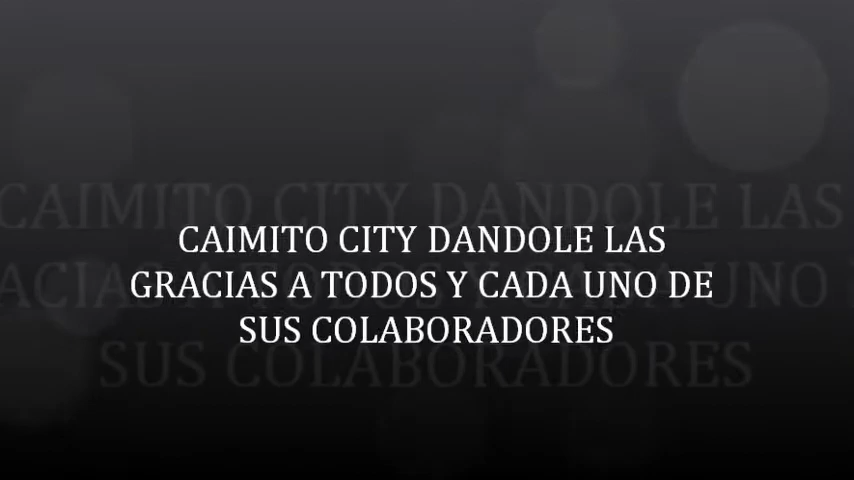 CAIMITO CITY DANDOLE LAS
GRACIAS A TODOS Y CADA UNO DE
SUS COLABORADORES